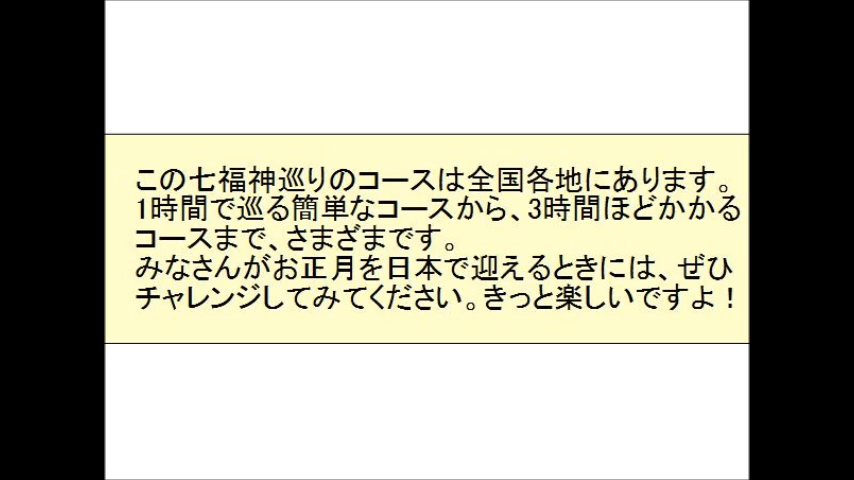 この七福神巡りのコースは全国各地にあります。
1時間で巡る簡単なコースから、3時間ほどかかる
コースまで、さまざまです。
みなさんがお正月を日本で迎えるときには、ぜひ
チャレンジしてみてください。きっと楽しいですよ！